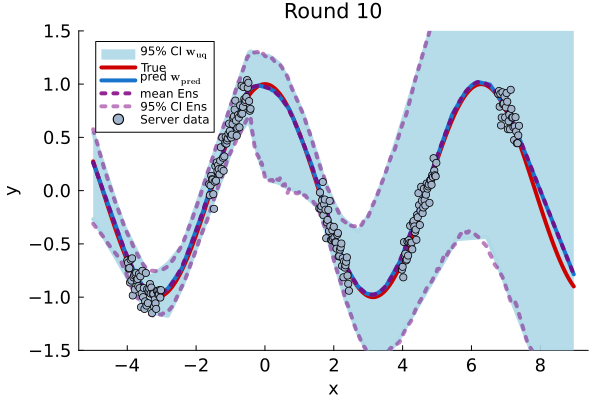 Round 10
95% CI w_uq
True
pred w_pred
mean Ens
95% CI Ens
Server data
y
1.5
1.0
0.5
0.0
−0.5
−1.0
−1.5
−4 −2 0 2 4 6 8
x